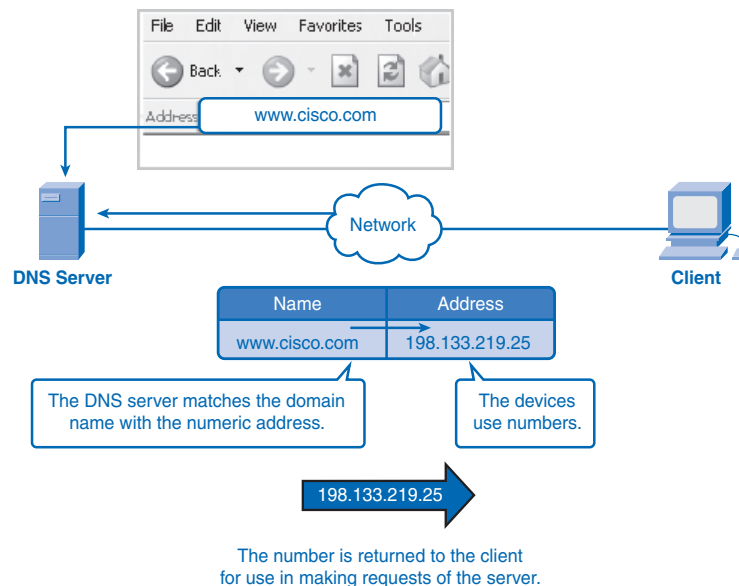 File Edit View Favorites Tools
Back
Address
www.cisco.com
Network
DNS Server
Client
Name Address
www.cisco.com 198.133.219.25
The DNS server matches the domain
name with the numeric address.
The devices
use numbers.
198.133.219.25
The number is returned to the client
for use in making requests of the server.